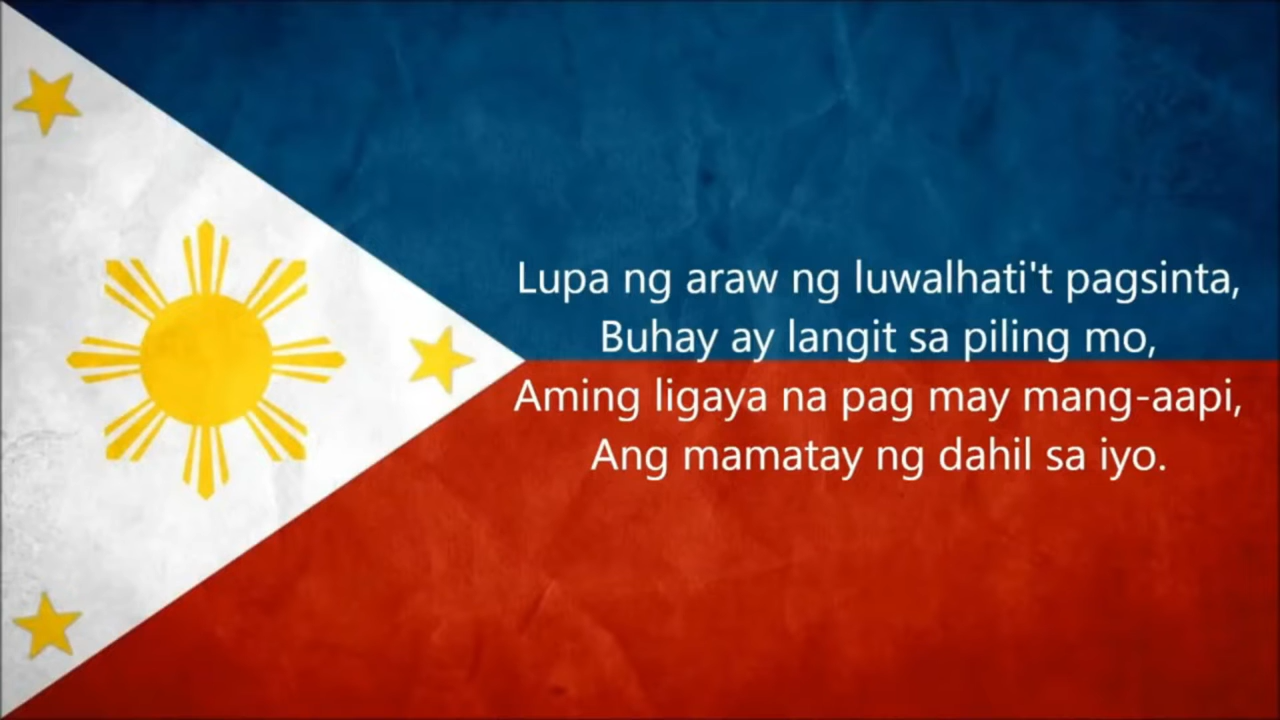 Lupa ng araw ng luwalhati't pagsinta,
Buhay ay langit sa piling mo,
Aming ligaya na pag may mang-aapi,
Ang mamatay ng dahil sa iyo.